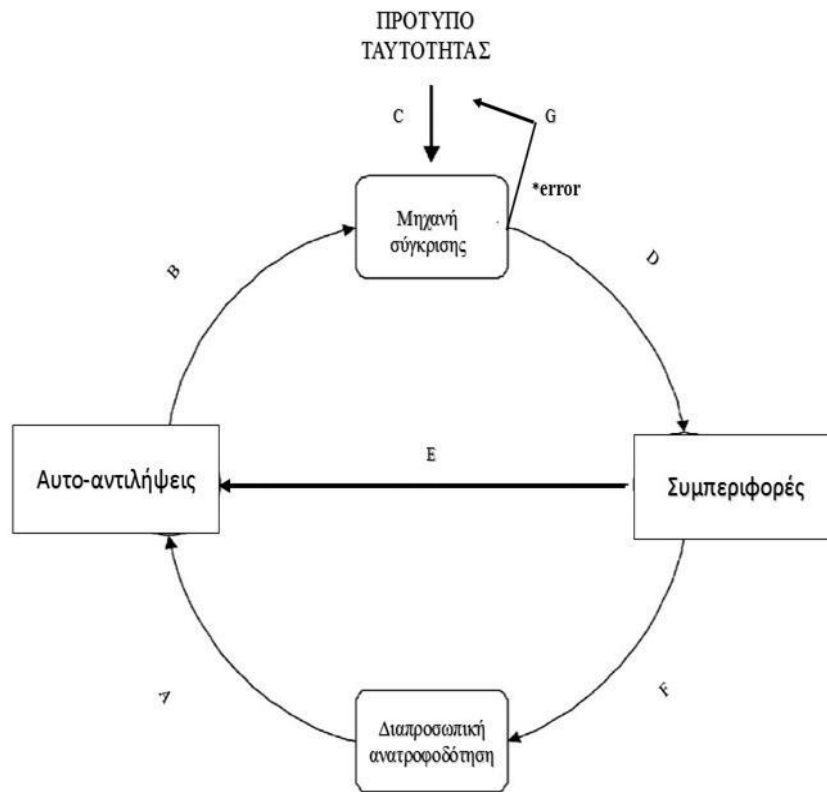 ΠΡΟΤΥΠΟ
ΤΑΥΤΟΤΗΤΑΣ
C
G
*error
Μηχανή
σύγκρισης
B
D
E
Αυτο-αντιλήψεις
Συμπεριφορές
A
F
Διαπροσωπική
ανατροφοδότηση